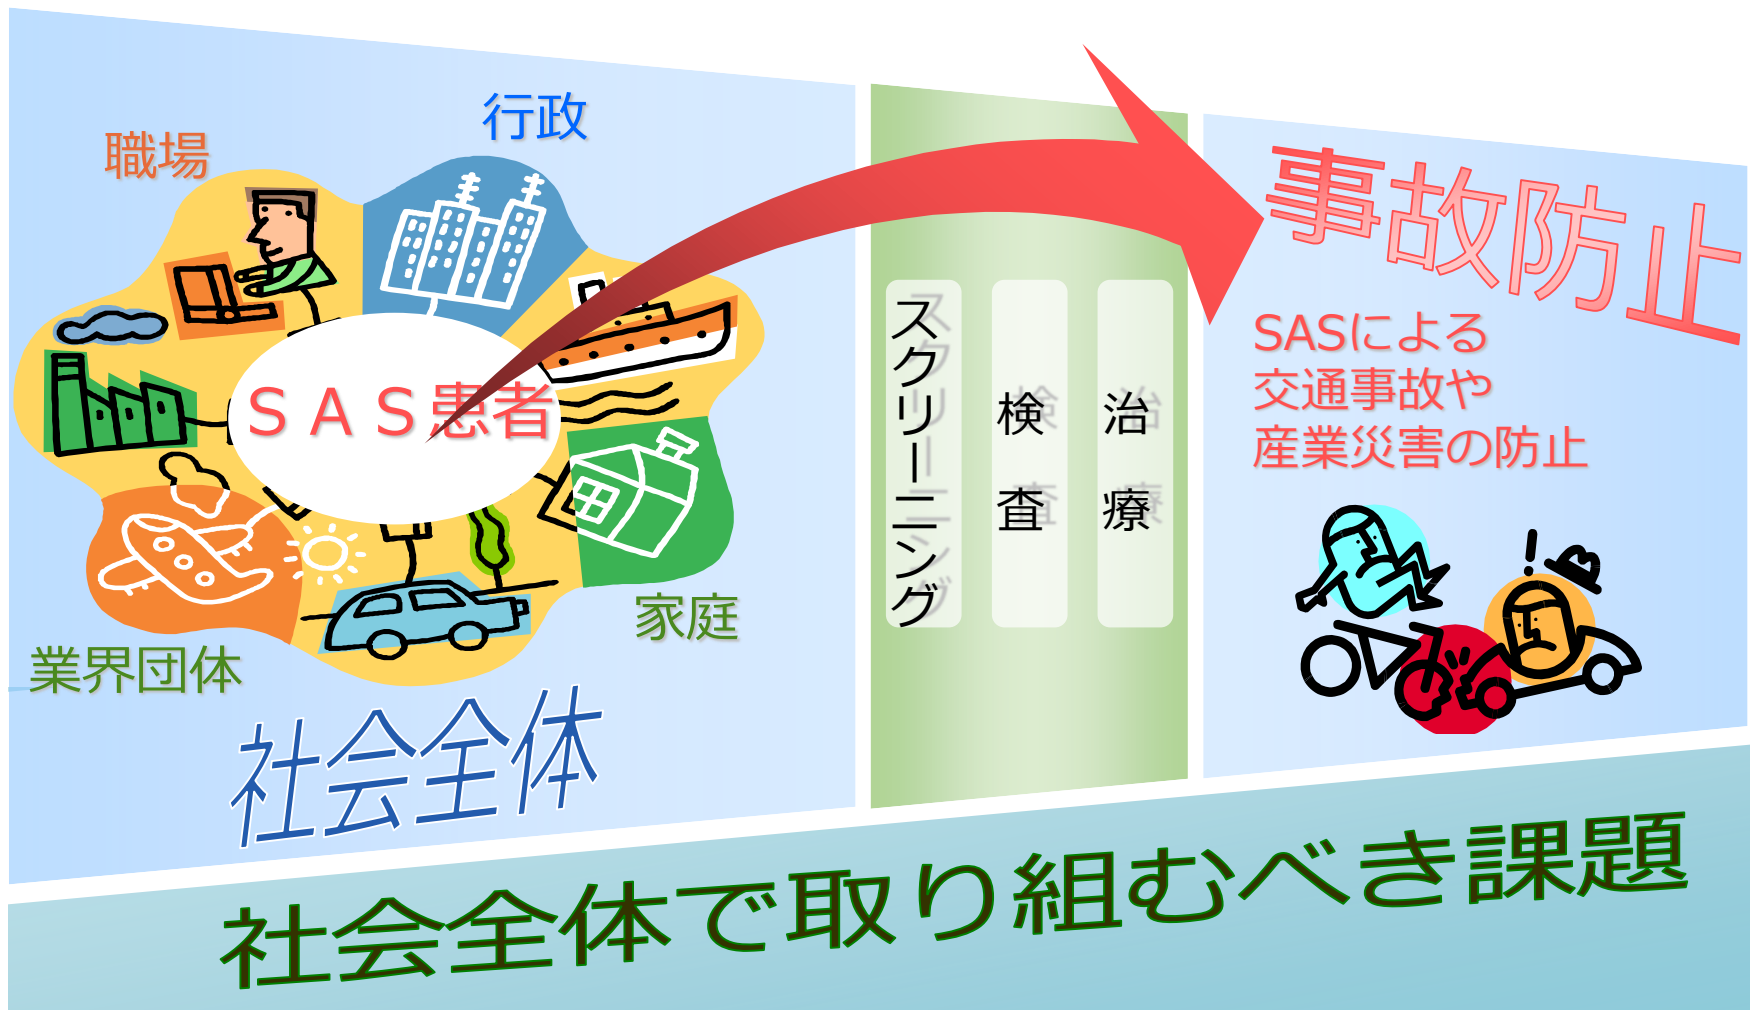 職場
行政
ＳＡＳ患者
業界団体
家庭
社会全体
スクリーニング
検査
治療
事故防止
SASによる
交通事故や
産業災害の防止
社会全体で取り組むべき課題